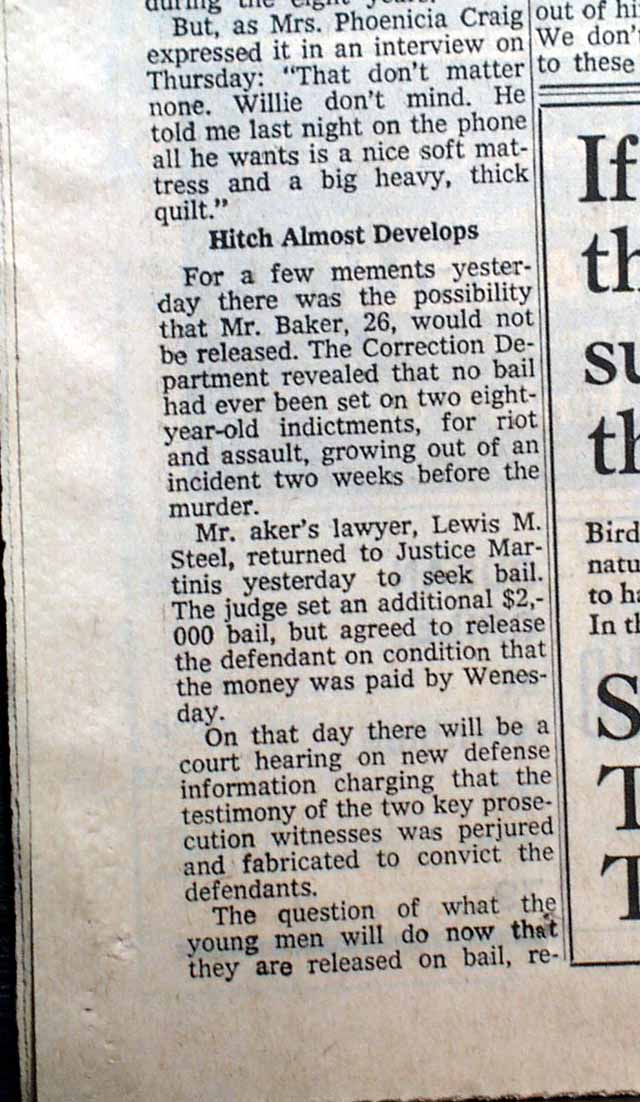 during the eight years.
But, as Mrs. Phoenicia Craig
expressed it in an interview on
Thursday: “That don’t matter
none. Willie don’t mind. He
told me last night on the phone
all he wants is a nice soft mat-
tress and a big heavy, thick
quilt.”
Hitch Almost Develops
For a few mements yester-
day there was the possibility
that Mr. Baker, 26, would not
be released. The Correction De-
partment revealed that no bail
had ever been set on two eight-
year-old indictments, for riot
and assault, growing out of an
incident two weeks before the
murder.
Mr. aker’s lawyer, Lewis M.
Steel, returned to Justice Mar-
tinis yesterday to seek bail.
The judge set an additional $2,-
000 bail, but agreed to release
the defendant on condition that
the money was paid by Wenes-
day.
On that day there will be a
court hearing on new defense
information charging that the
testimony of the two key prose-
cution witnesses was perjured
and fabricated to convict the
defendants.
The question of what the
young men will do now that
they are released on bail, re-
out of hi
We don’t
to these
If
th
su
th
Bird
natu
to ha
In th
S
T
T